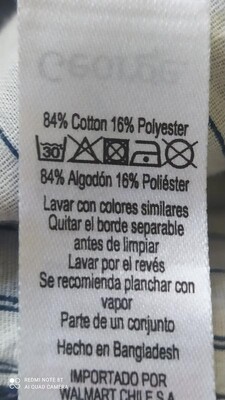 George.
84% Cotton 16% Polyester
30°
84% Algodón 16% Poliéster
Lavar con colores similares
Quitar el borde separable
antes de limpiar
Lavar por el revés
Se recomienda planchar con
vapor
Parte de un conjunto
Hecho en Bangladesh
IMPORTADO POR
WALMART CHILE S.A
REDMI NOTE 8T
AI QUAD CAMERA